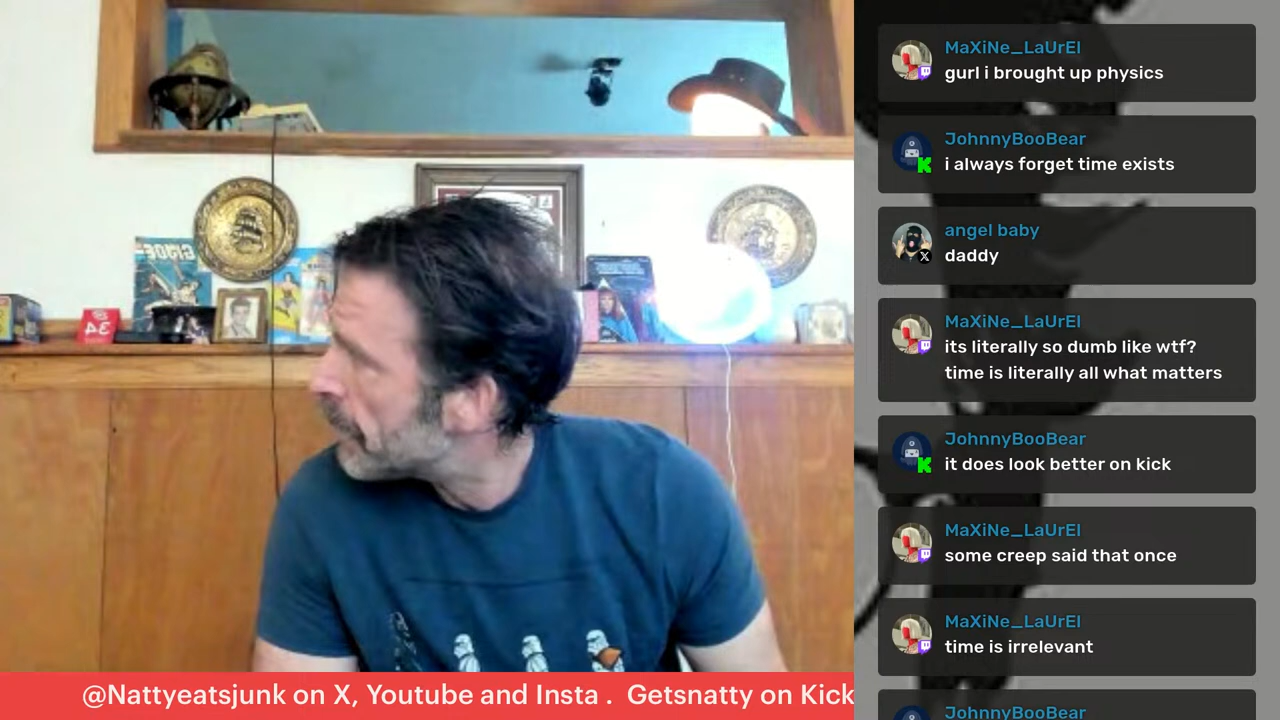 MaXiNe_LaUrEl
gurl i brought up physics
JohnnyBooBear
i always forget time exists
angel baby
daddy
MaXiNe_LaUrEl
its literally so dumb like wtf?
time is literally all what matters
JohnnyBooBear
it does look better on kick
MaXiNe_LaUrEl
some creep said that once
MaXiNe_LaUrEl
time is irrelevant
JohnnyBooBear
GIJOE
34
@Nattyeatsjunk on X, Youtube and Insta . Getsnatty on Kick